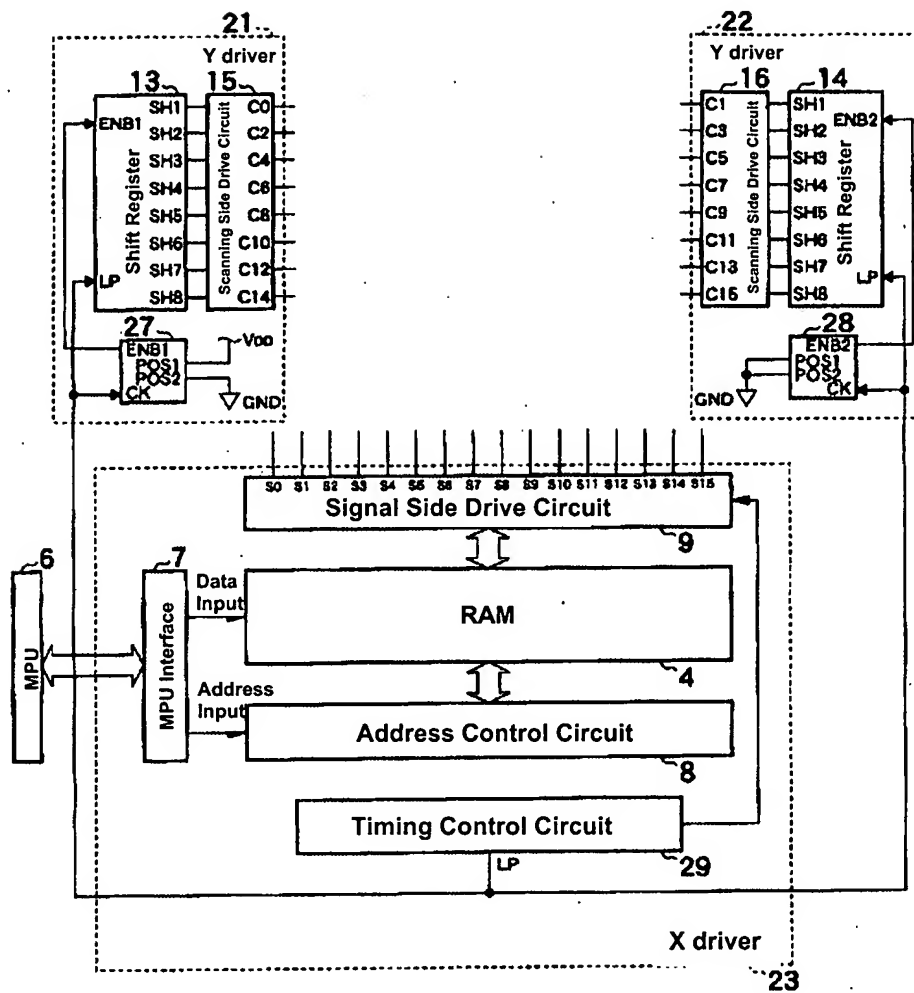 21
Y driver
13
15
ENB1
Shift Register
LP
SH1
SH2
SH3
SH4
SH5
SH6
SH7
SH8
Scanning Side Drive Circuit
C0
C2
C4
C6
C8
C10
C12
C14
27
ENB1
POS1
POS2
CK
VDD
GND
22
Y driver
16
14
C1
C3
C5
C7
C9
C11
C13
C15
Scanning Side Drive Circuit
SH1
SH2
SH3
SH4
SH5
SH6
SH7
SH8
Shift Register
ENB2
LP
28
ENB2
POS1
POS2
CK
GND
S0 S1 S2 S3 S4 S5 S6 S7 S8 S9 S10 S11 S12 S13 S14 S15
Signal Side Drive Circuit
9
6
MPU
7
MPU Interface
Data
Input
RAM
4
Address
Input
Address Control Circuit
8
Timing Control Circuit
29
LP
X driver
23